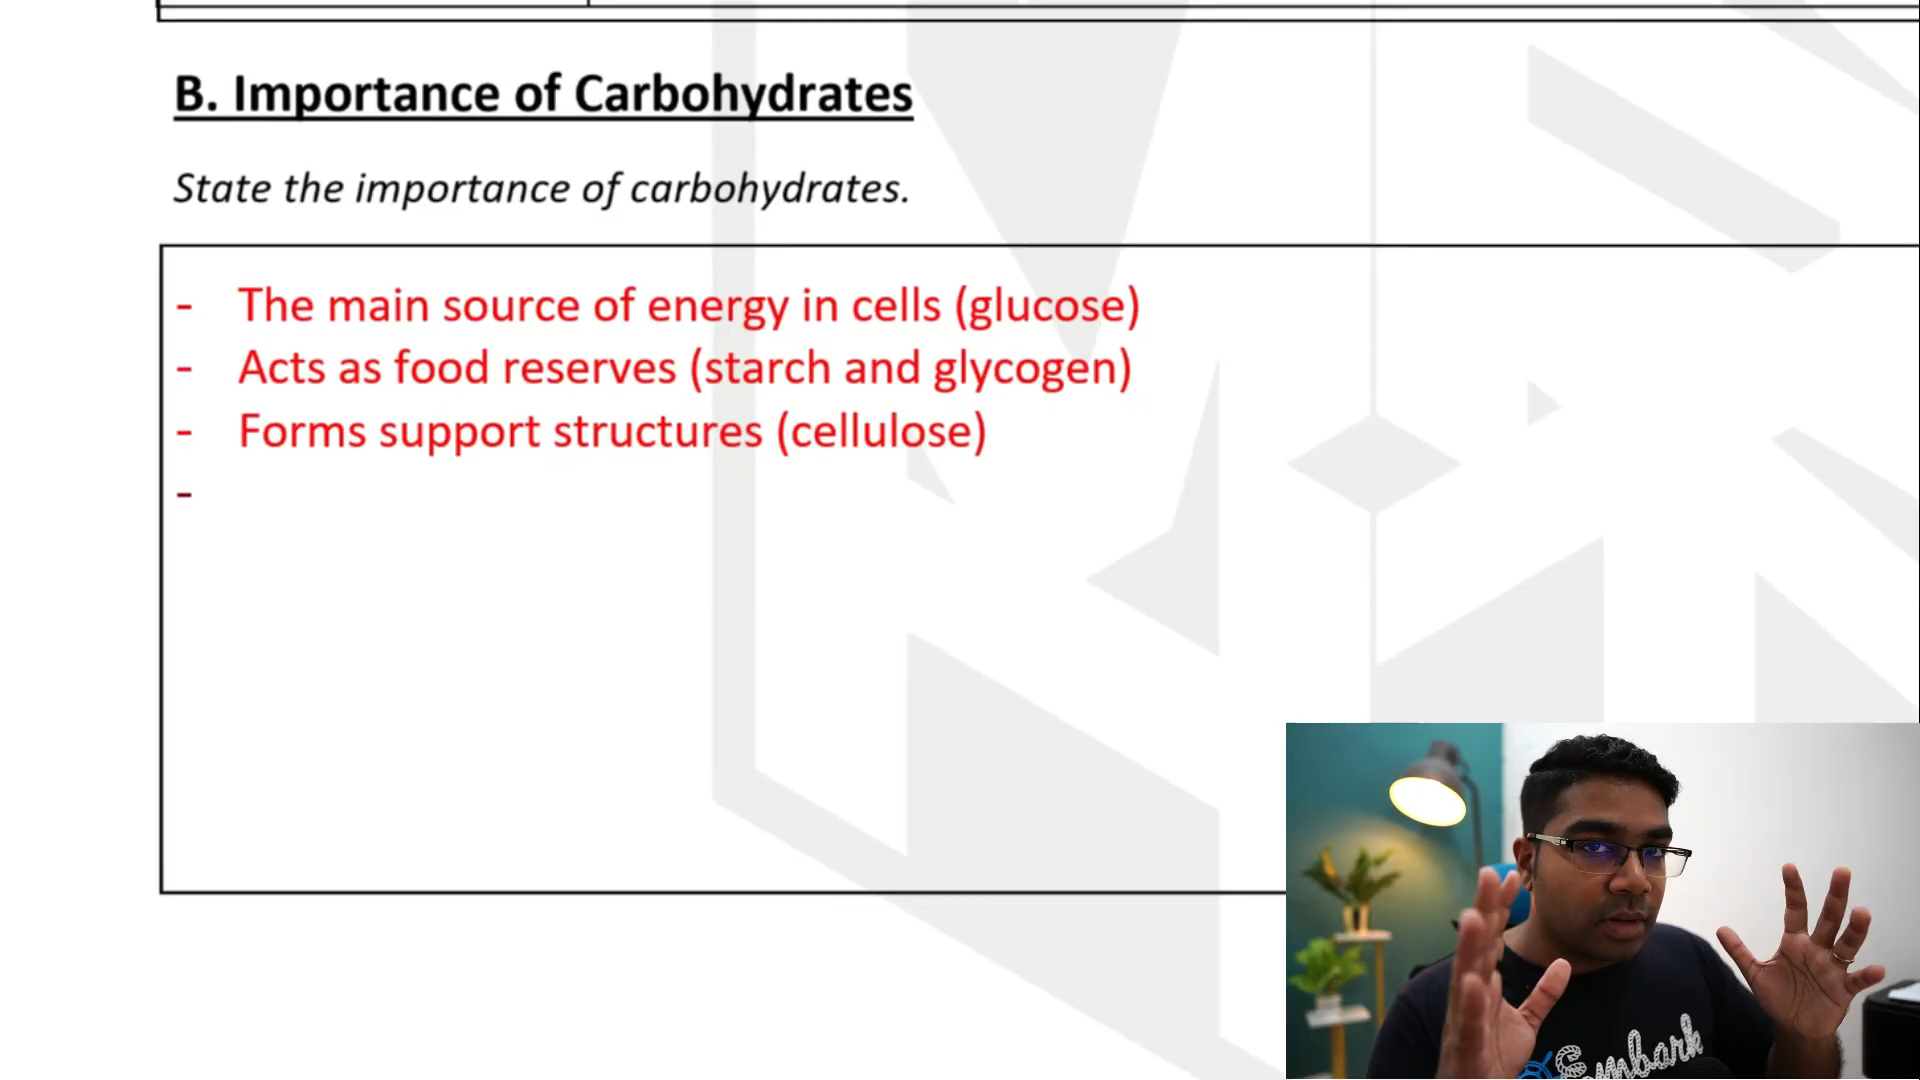 B. Importance of Carbohydrates
State the importance of carbohydrates.
- The main source of energy in cells (glucose)
- Acts as food reserves (starch and glycogen)
- Forms support structures (cellulose)
-
Embark